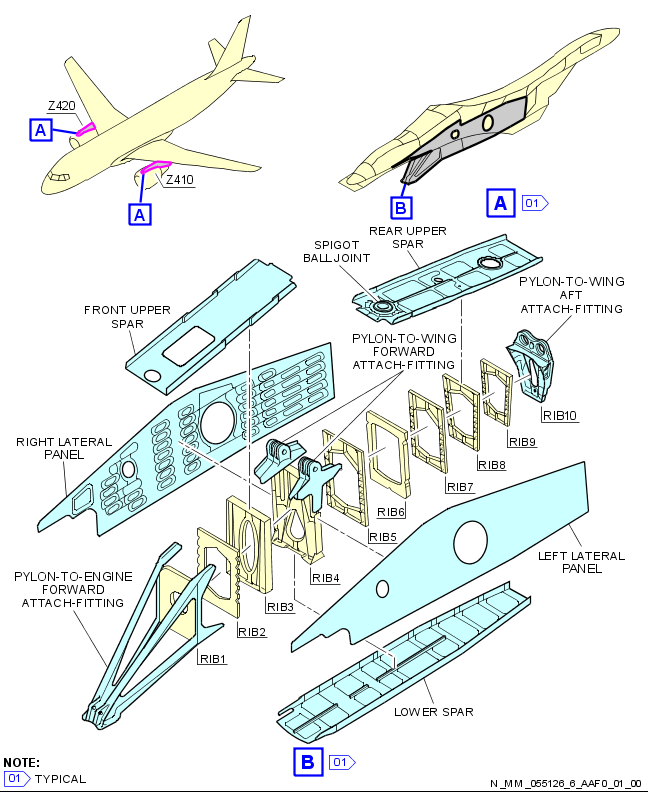 Z420
A
Z410
A
B
A 01
REAR UPPER
SPAR
SPIGOT
BALLJOINT
PYLON-TO-WING
AFT
ATTACH-FITTING
FRONT UPPER
SPAR
PYLON-TO-WING
FORWARD
ATTACH-FITTING
RIB10
RIGHT LATERAL
PANEL
RIB9
RIB8
RIB7
RIB6
RIB5
LEFT LATERAL
PANEL
PYLON-TO-ENGINE
FORWARD
ATTACH-FITTING
RIB4
RIB3
RIB2
RIB1
LOWER SPAR
B 01
NOTE:
01 TYPICAL
N_MM_055126_6_AAF0_01_00